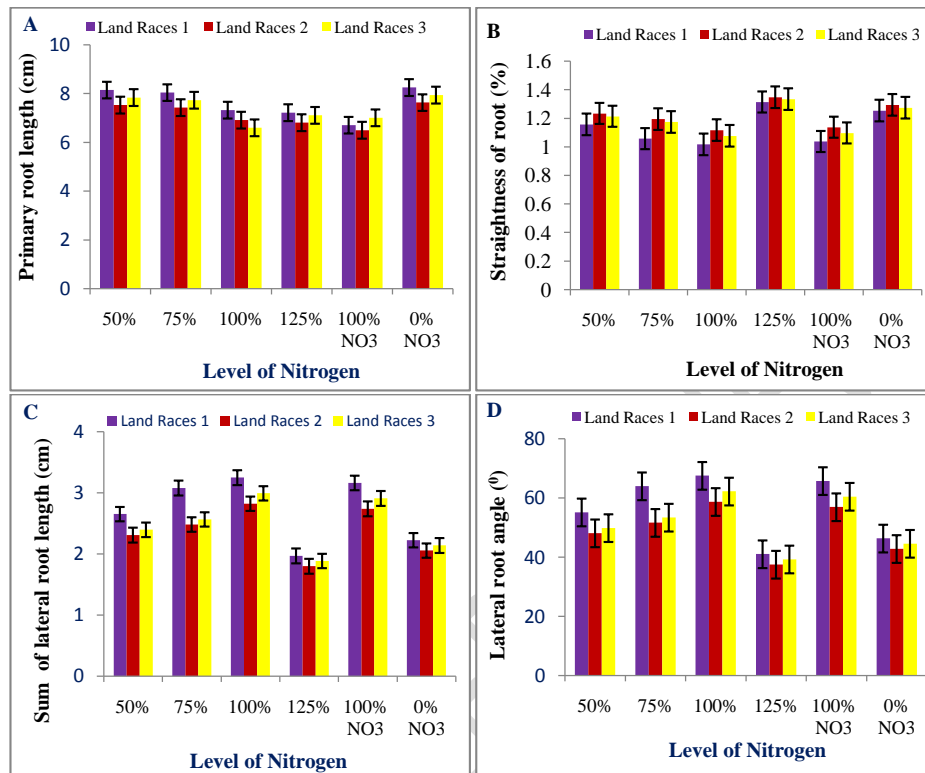 A
Land Races 1 Land Races 2 Land Races 3
Primary root length (cm)
10
8
6
4
2
0
50% 75% 100% 125% 100% 0%
NO3 NO3
Level of Nitrogen
B
Land Races 1 Land Races 2 Land Races 3
Straightness of root (%)
1.6
1.4
1.2
1
0.8
0.6
0.4
0.2
0
50% 75% 100% 125% 100% 0%
NO3 NO3
Level of Nitrogen
C
Land Races 1 Land Races 2 Land Races 3
Sum of lateral root length (cm)
4
3
2
1
0
50% 75% 100% 125% 100% 0%
NO3 NO3
Level of Nitrogen
D
Land Races 1 Land Races 2 Land Races 3
Lateral root angle (⁰)
80
60
40
20
0
50% 75% 100% 125% 100% 0%
NO3 NO3
Level of Nitrogen